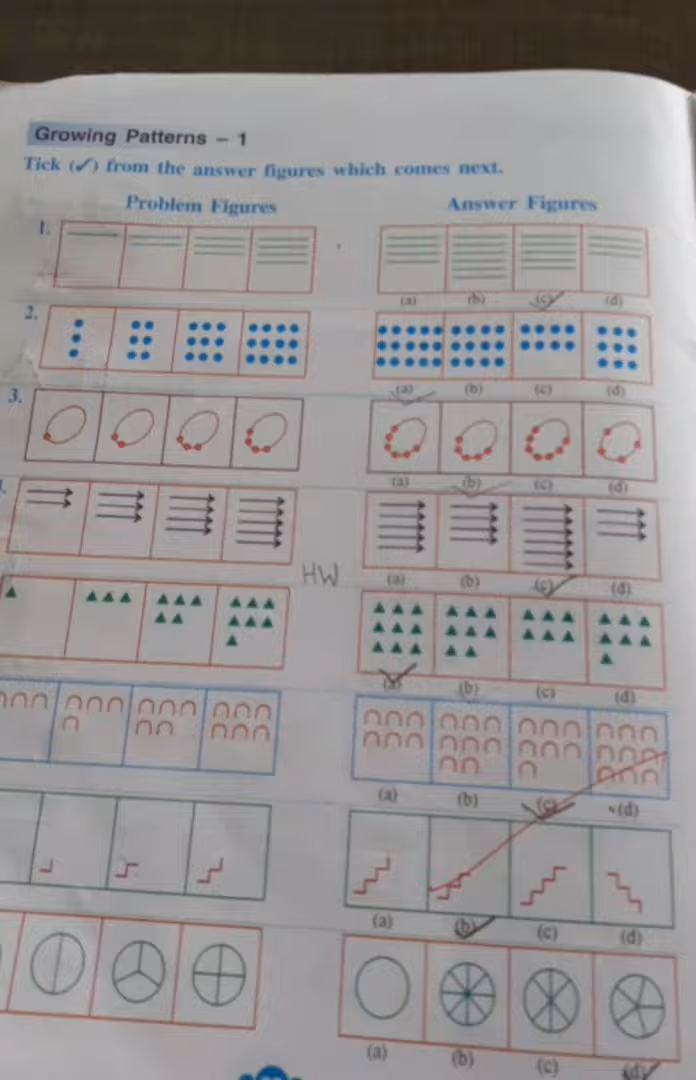 Growing Patterns – 1
Tick (✓) from the answer figures which comes next.
Problem Figures Answer Figures
1.
(a) (b) (c) (d)
2.
(a) (b) (c) (d)
3.
(a) (b) (c) (d)
HW (a) (b) (c) (d)
(a) (b) (c) (d)
(a) (b) (c) (d)
(a) (b) (c) (d)
(a) (b) (c) (d)